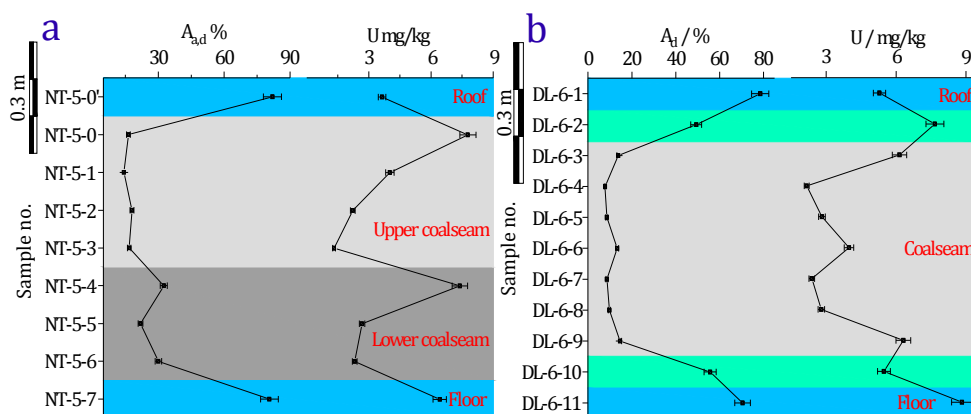 a
A_a,d %
U mg/kg
30 60 90 3 6 9
0.3 m
Sample no.
NT-5-0' Roof
NT-5-0
NT-5-1
NT-5-2
Upper coalseam
NT-5-3
NT-5-4
NT-5-5
Lower coalseam
NT-5-6
NT-5-7 Floor
b
A_d / %
U / mg/kg
0 20 40 60 80 3 6 9
0.3 m
Sample no.
DL-6-1 Roof
DL-6-2
DL-6-3
DL-6-4
DL-6-5
DL-6-6 Coalseam
DL-6-7
DL-6-8
DL-6-9
DL-6-10
DL-6-11 Floor